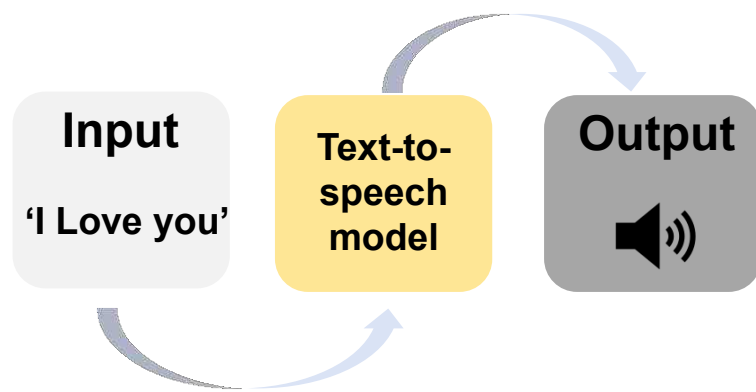 Input
‘I Love you’
Text-to-
speech
model
Output